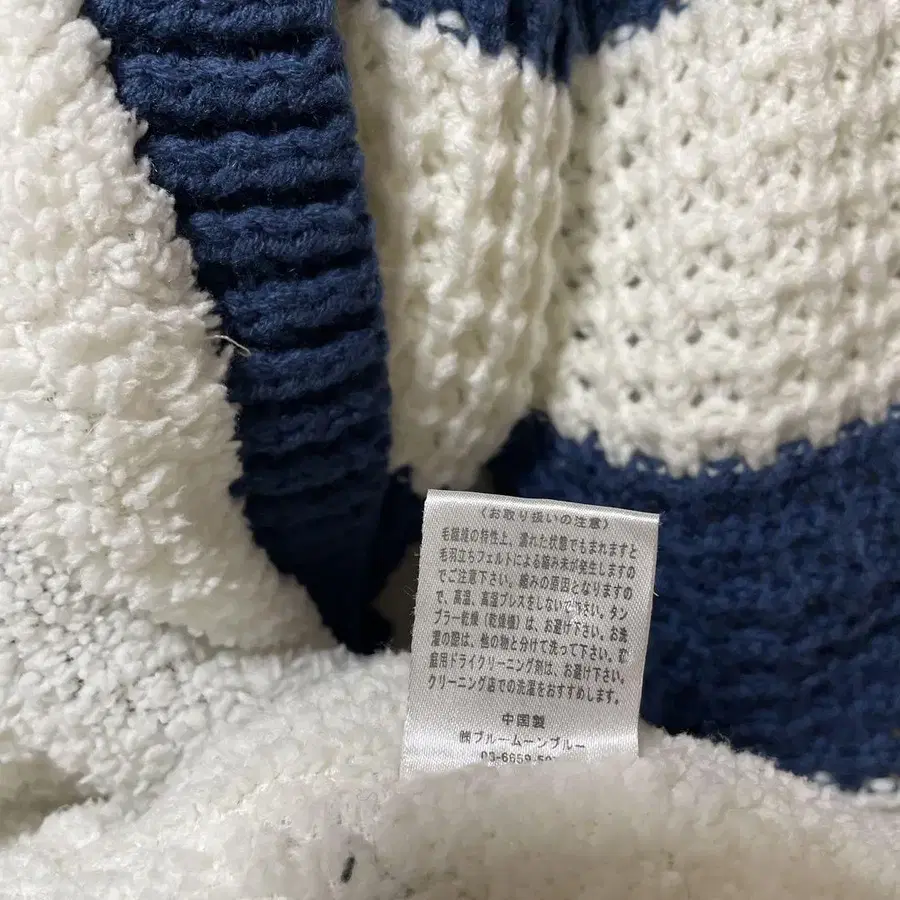 〈お取り扱いの注意〉
毛繊維の特性上、濡れた状態でもまれますと
毛羽立ちフェルトによる縮み末が発生しますの
でご注意下さい。縮みの原因となりますの
で、高温、高温プレスをしないで下さい。タン
ブラー乾燥(乾燥機)は、お避け下さい。お洗
濯の際は、他の物と分けて洗って下さい。家
庭用ドライクリーニング剤は、お避け下さい。
クリーニング店での洗濯をおすすめします。
中国製
㈱ブルームーンブルー
03-6659-50